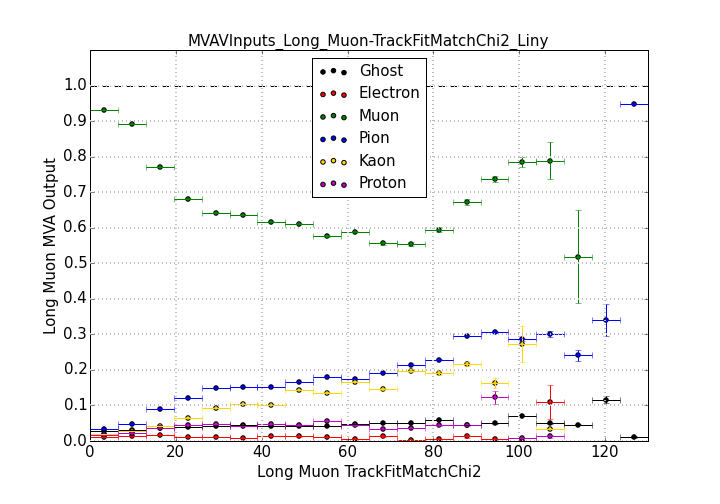 MVAVInputs_Long_Muon-TrackFitMatchChi2_Liny
Long Muon MVA Output
1.0
0.9
0.8
0.7
0.6
0.5
0.4
0.3
0.2
0.1
0.0
Ghost
Electron
Muon
Pion
Kaon
Proton
0 20 40 60 80 100 120
Long Muon TrackFitMatchChi2